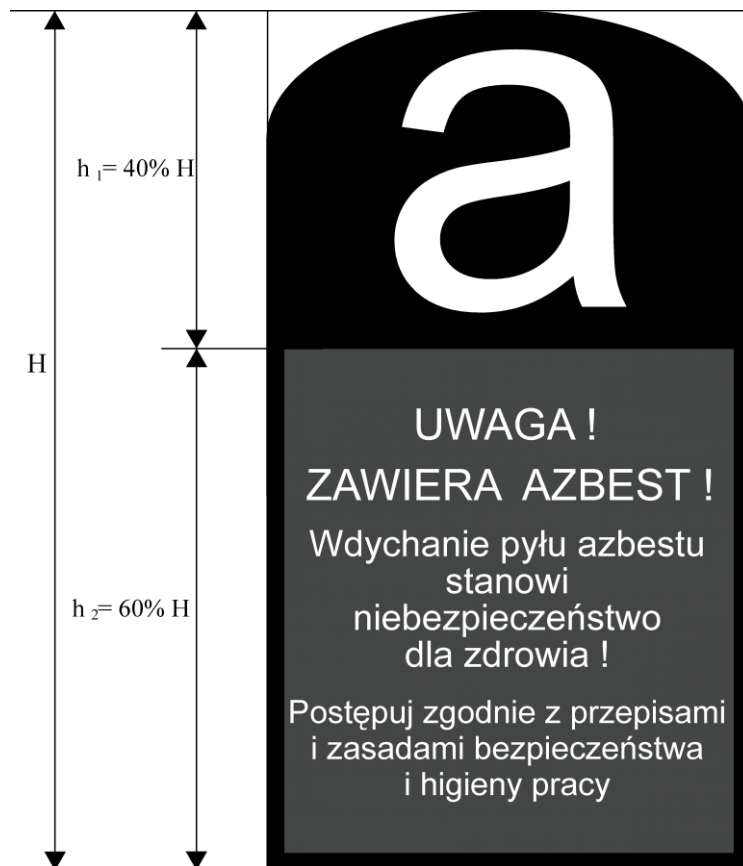 h 1= 40% H
H
h 2= 60% H
a
UWAGA !
ZAWIERA AZBEST !
Wdychanie pyłu azbestu
stanowi
niebezpieczeństwo
dla zdrowia !
Postępuj zgodnie z przepisami
i zasadami bezpieczeństwa
i higieny pracy